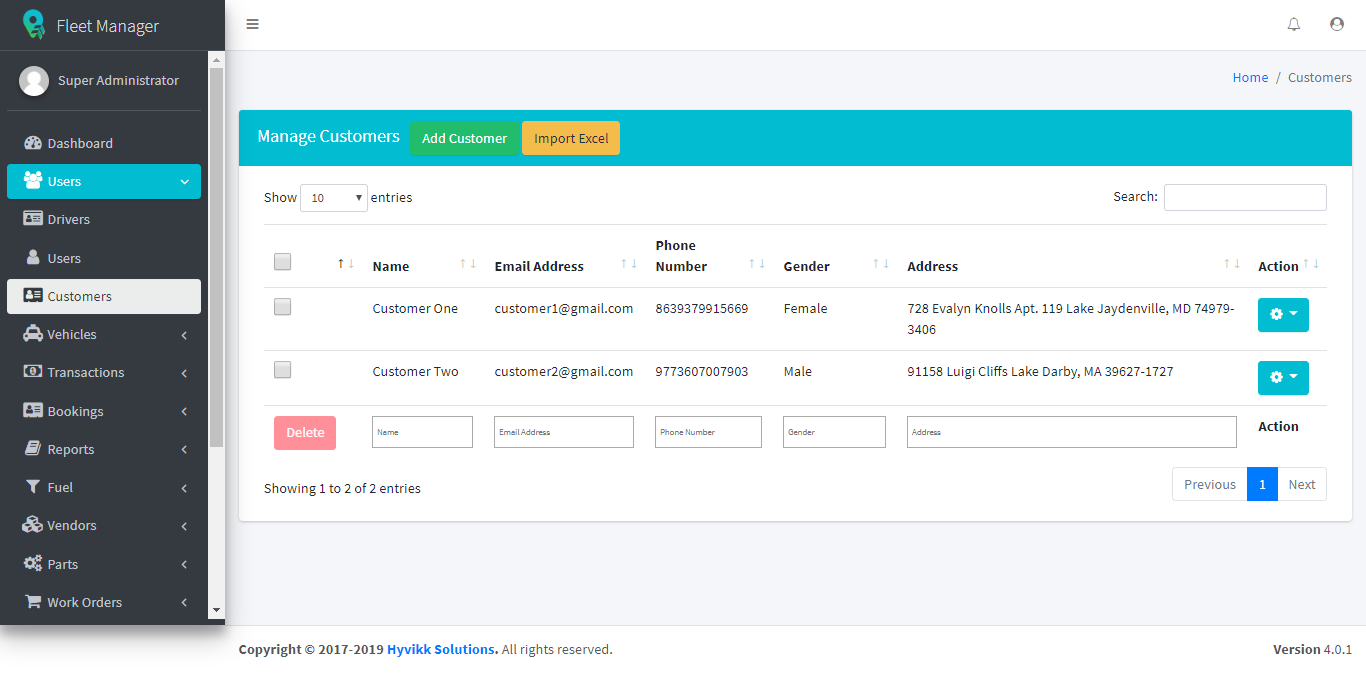 Fleet Manager
Super Administrator
Dashboard
Users
Drivers
Users
Customers
Vehicles
Transactions
Bookings
Reports
Fuel
Vendors
Parts
Work Orders
Home / Customers
Manage Customers Add Customer Import Excel
Show 10 entries Search:
Name Email Address Phone Number Gender Address Action
Customer One customer1@gmail.com 8639379915669 Female 728 Evalyn Knolls Apt. 119 Lake Jaydenville, MD 74979-
3406
Customer Two customer2@gmail.com 9773607007903 Male 91158 Luigi Cliffs Lake Darby, MA 39627-1727
Delete Name Email Address Phone Number Gender Address Action
Showing 1 to 2 of 2 entries Previous 1 Next
Copyright © 2017-2019 Hyvikk Solutions. All rights reserved. Version 4.0.1